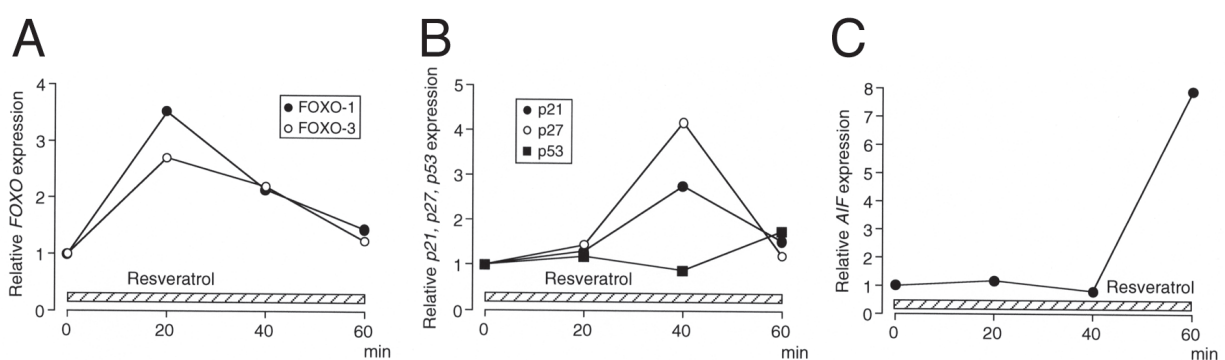 A
Relative FOXO expression
4
3
2
1
0
FOXO-1
FOXO-3
Resveratrol
0 20 40 60
min
B
Relative p21, p27, p53 expression
5
4
3
2
1
0
p21
p27
p53
Resveratrol
0 20 40 60
min
C
Relative AIF expression
8
7
6
5
4
3
2
1
0
Resveratrol
0 20 40 60
min